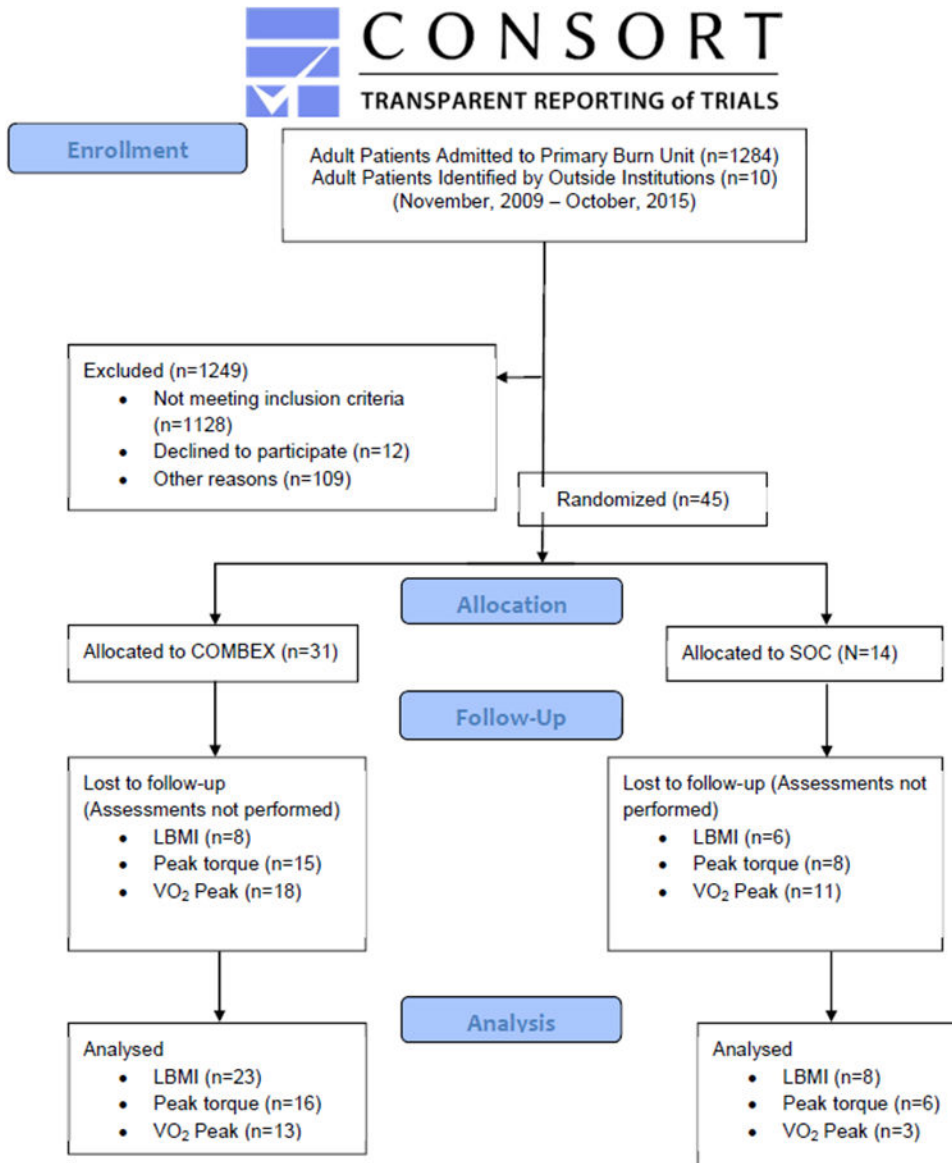 CONSORT
TRANSPARENT REPORTING of TRIALS
Enrollment
Adult Patients Admitted to Primary Burn Unit (n=1284)
Adult Patients Identified by Outside Institutions (n=10)
(November, 2009 – October, 2015)
Excluded (n=1249)
• Not meeting inclusion criteria
(n=1128)
• Declined to participate (n=12)
• Other reasons (n=109)
Randomized (n=45)
Allocation
Allocated to COMBEX (n=31)
Allocated to SOC (N=14)
Follow-Up
Lost to follow-up
(Assessments not performed)
• LBMI (n=8)
• Peak torque (n=15)
• VO₂ Peak (n=18)
Lost to follow-up (Assessments not
performed)
• LBMI (n=6)
• Peak torque (n=8)
• VO₂ Peak (n=11)
Analysis
Analysed
• LBMI (n=23)
• Peak torque (n=16)
• VO₂ Peak (n=13)
Analysed
• LBMI (n=8)
• Peak torque (n=6)
• VO₂ Peak (n=3)